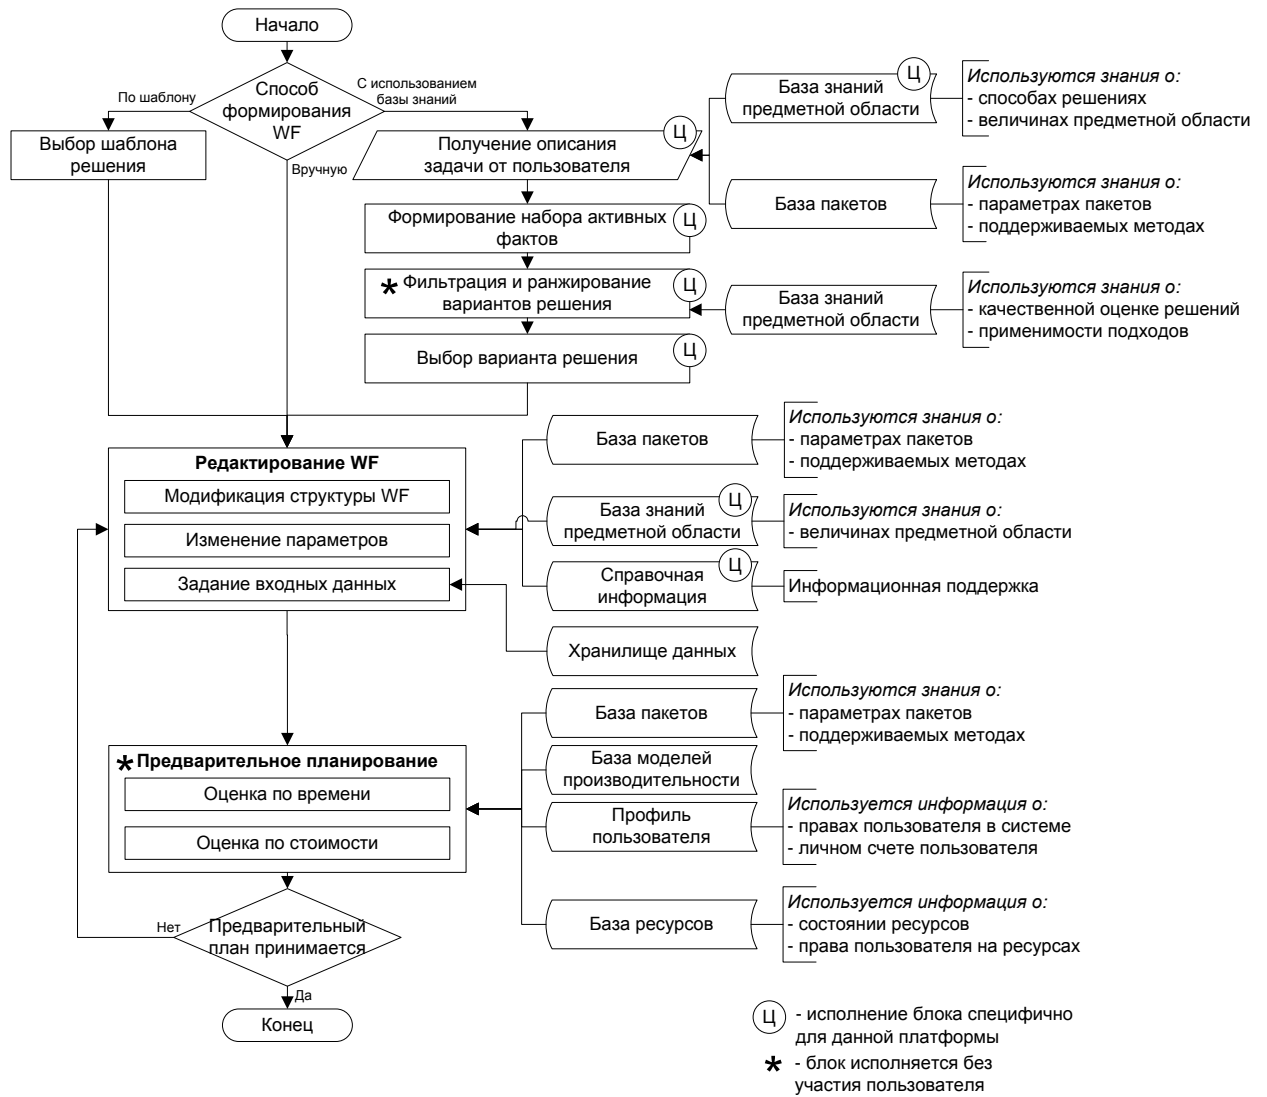 Начало
Способ
формирования
WF
По шаблону
С использованием
базы знаний
Вручную
Выбор шаблона
решения
Получение описания
задачи от пользователя
Ц
База знаний
предметной области
Ц
Используются знания о:
- способах решениях
- величинах предметной области
База пакетов
Используются знания о:
- параметрах пакетов
- поддерживаемых методах
Формирование набора активных
фактов
Ц
* Фильтрация и ранжирование
вариантов решения
Ц
База знаний
предметной области
Используются знания о:
- качественной оценке решений
- применимости подходов
Выбор варианта решения
Ц
Редактирование WF
Модификация структуры WF
Изменение параметров
Задание входных данных
База пакетов
Используются знания о:
- параметрах пакетов
- поддерживаемых методах
База знаний
предметной области
Ц
Используются знания о:
- величинах предметной области
Справочная
информация
Ц
Информационная поддержка
Хранилище данных
* Предварительное планирование
Оценка по времени
Оценка по стоимости
База пакетов
Используются знания о:
- параметрах пакетов
- поддерживаемых методах
База моделей
производительности
Профиль
пользователя
Используется информация о:
- правах пользователя в системе
- личном счете пользователя
База ресурсов
Используется информация о:
- состоянии ресурсов
- права пользователя на ресурсах
Предварительный
план принимается
Нет
Да
Конец
Ц - исполнение блока специфично
для данной платформы
* - блок исполняется без
участия пользователя